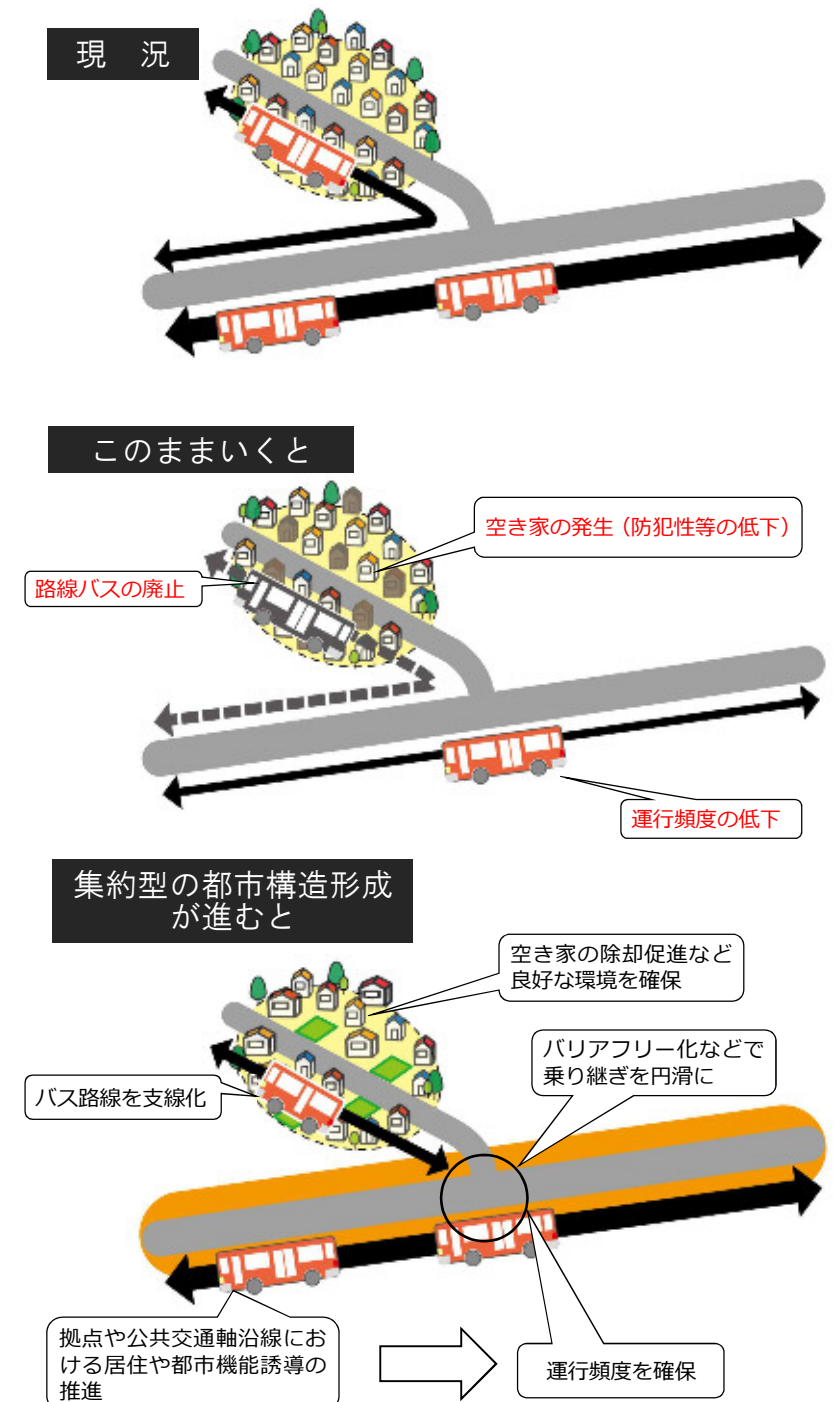 現 況
このままいくと
空き家の発生（防犯性等の低下）
路線バスの廃止
運行頻度の低下
集約型の都市構造形成
が進むと
空き家の除却促進など
良好な環境を確保
バリアフリー化などで
乗り継ぎを円滑に
バス路線を支線化
拠点や公共交通軸沿線にお
ける居住や都市機能誘導の
推進
運行頻度を確保